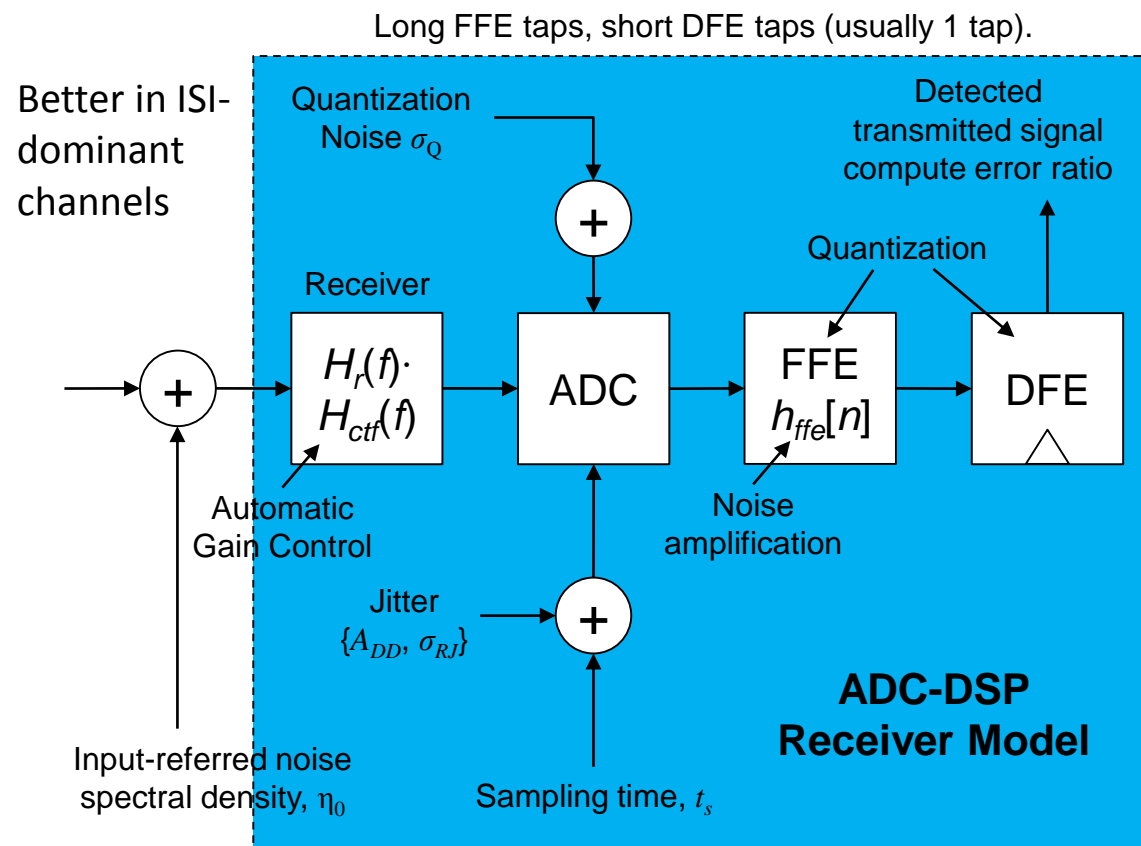 Long FFE taps, short DFE taps (usually 1 tap).
Better in ISI-
dominant
channels
Quantization
Noise σQ
Detected
transmitted signal
compute error ratio
+
Quantization
Receiver
+
Hr(f)·
Hctf(f)
ADC
FFE
hffe[n]
DFE
Automatic
Gain Control
Noise
amplification
Jitter
{ADD, σRJ}
+
ADC-DSP
Receiver Model
Input-referred noise
spectral density, η0
Sampling time, ts